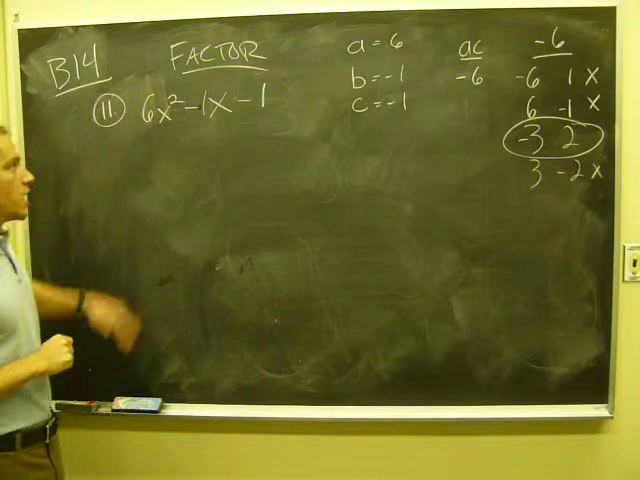 B14 FACTOR
11. 6x² - 1x - 1
a = 6
b = -1
c = -1
ac
-6
-6
-6 1 x
6 -1 x
-3 2
3 -2 x